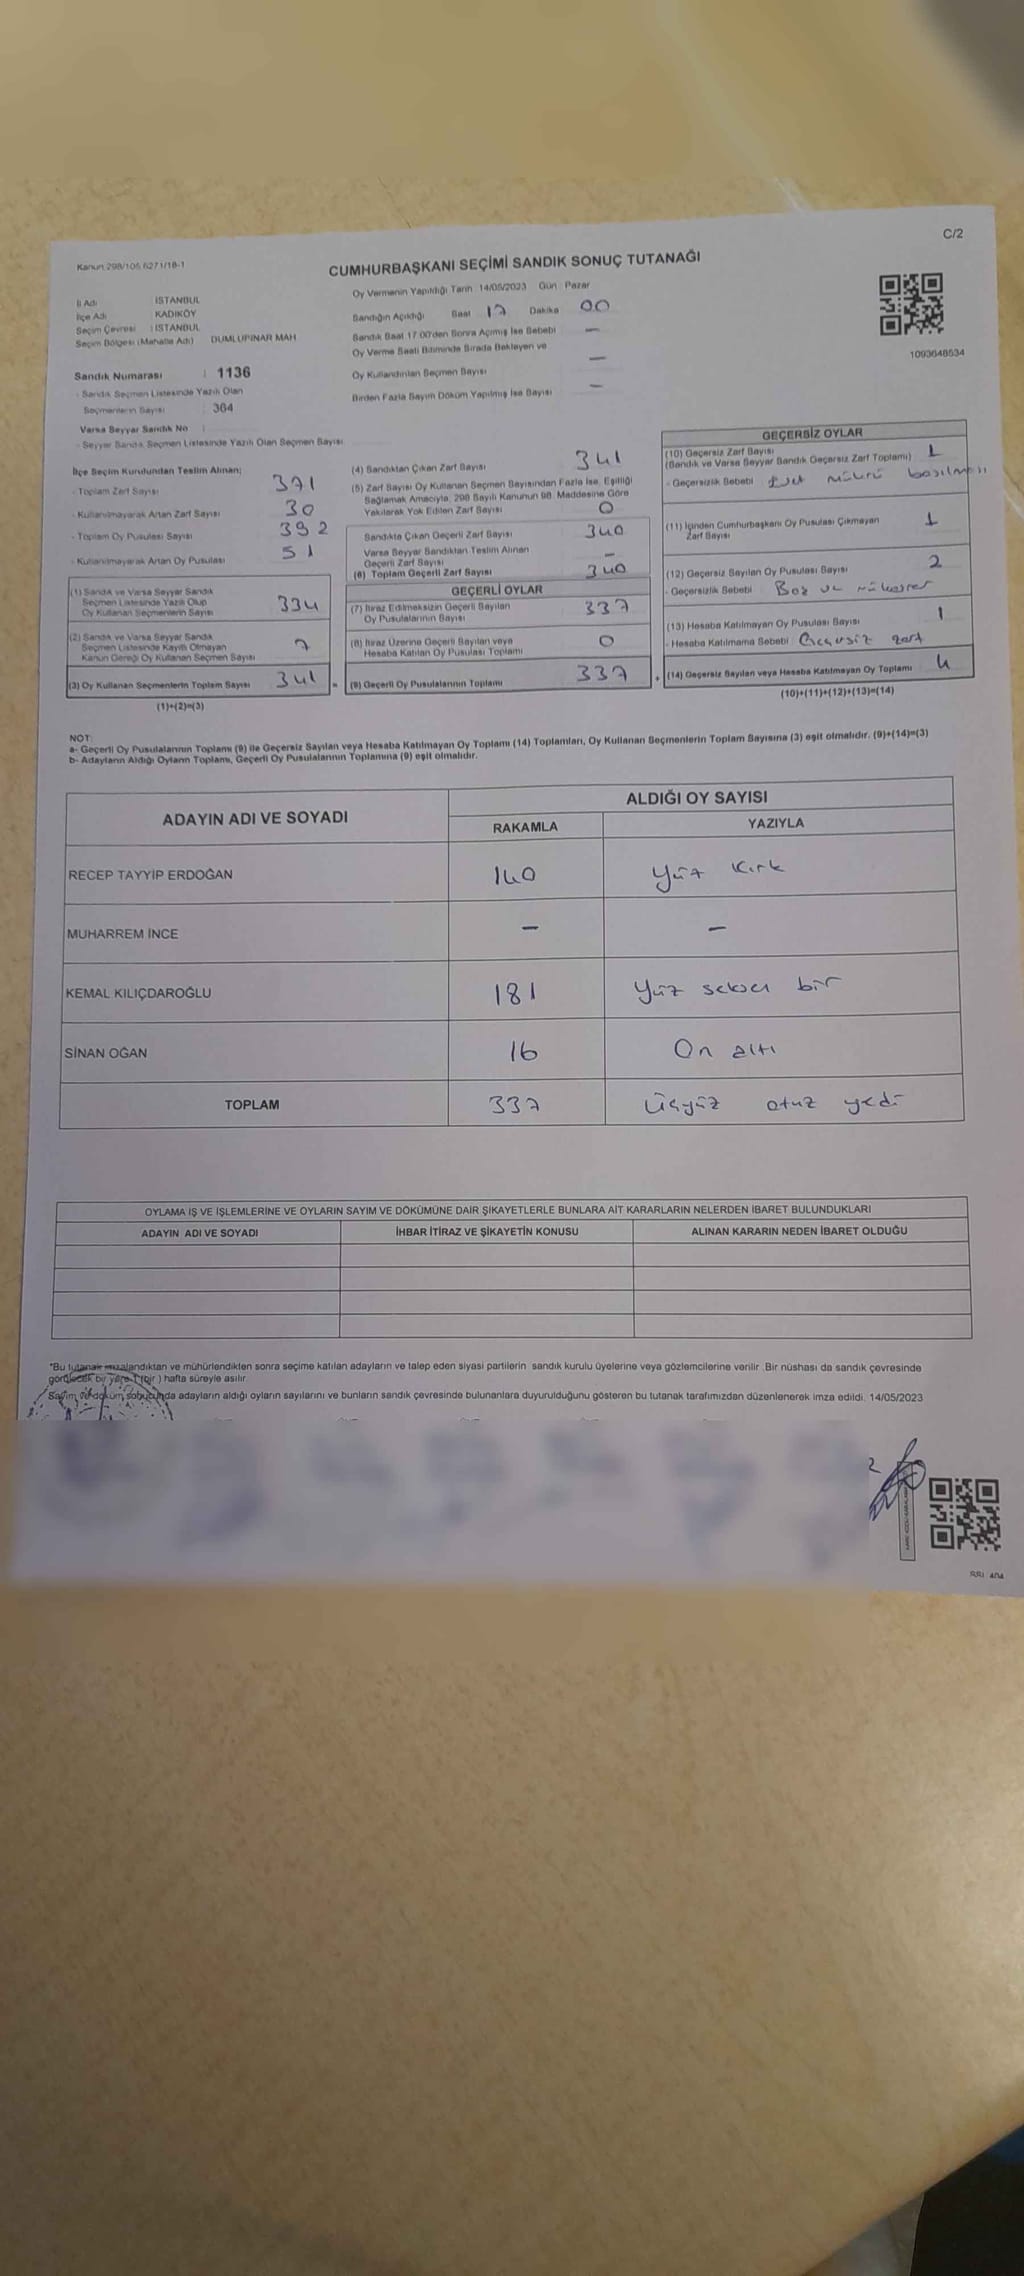 C/2
Kanun 298/105 6271/18-1
CUMHURBAŞKANI SEÇİMİ SANDIK SONUÇ TUTANAĞI
İl Adı İSTANBUL
İlçe Adı KADIKÖY
Seçim Çevresi : İSTANBUL
Seçim Bölgesi (Mahalle Adı) DUMLUPINAR MAH
Sandık Numarası : 1136
- Sandık Seçmen Listesinde Yazılı Olan
Seçmenlerin Sayısı : 364
Varsa Seyyar Sandık No :
- Seyyar Sandık Seçmen Listesinde Yazılı Olan Seçmen Sayısı
Oy Vermenin Yapıldığı Tarih 14/05/2023 Gün Pazar
Sandığın Açıldığı Saat 17 Dakika 00
Sandık Saat 17.00'den Sonra Açılmış İse Sebebi —
Oy Verme Saati Bitiminde Sırada Bekleyen ve
Oy Kullandırılan Seçmen Sayısı —
Birden Fazla Sayım Döküm Yapılmış İse Sayısı —
1093648534
İlçe Seçim Kurulundan Teslim Alınan;
- Toplam Zarf Sayısı 371
- Kullanılmayarak Artan Zarf Sayısı 30
- Toplam Oy Pusulası Sayısı 392
- Kullanılmayarak Artan Oy Pusulası 51
(1) Sandık ve Varsa Seyyar Sandık
Seçmen Listesinde Yazılı Olup
Oy Kullanan Seçmenlerin Sayısı 334
(2) Sandık ve Varsa Seyyar Sandık
Seçmen Listesinde Kayıtlı Olmayan
Kanun Gereği Oy Kullanan Seçmen Sayısı 7
(3) Oy Kullanan Seçmenlerin Toplam Sayısı 341 =
(1)+(2)=(3)
(4) Sandıktan Çıkan Zarf Sayısı 341
(5) Zarf Sayısı Oy Kullanan Seçmen Sayısından Fazla İse, Eşitliği
Sağlamak Amacıyla, 298 Sayılı Kanunun 98. Maddesine Göre
Yakılarak Yok Edilen Zarf Sayısı 0
Sandıkta Çıkan Geçerli Zarf Sayısı 340
Varsa Seyyar Sandıktan Teslim Alınan
Geçerli Zarf Sayısı —
(6) Toplam Geçerli Zarf Sayısı 340
GEÇERLİ OYLAR
(7) İtiraz Edilmeksizin Geçerli Sayılan
Oy Pusulalarının Sayısı 337
(8) İtiraz Üzerine Geçerli Sayılan veya
Hesaba Katılan Oy Pusulası Toplamı 0
(9) Geçerli Oy Pusulalarının Toplamı 337 +
GEÇERSİZ OYLAR
(10) Geçersiz Zarf Sayısı
(Sandık ve Varsa Seyyar Sandık Geçersiz Zarf Toplamı) 1
- Geçersizlik Sebebi Evet mührü basılması
(11) İçinden Cumhurbaşkanı Oy Pusulası Çıkmayan
Zarf Sayısı 1
(12) Geçersiz Sayılan Oy Pusulası Sayısı 2
- Geçersizlik Sebebi Boş ve mükerrer
(13) Hesaba Katılmayan Oy Pusulası Sayısı 1
- Hesaba Katılmama Sebebi Geçersiz zarf
(14) Geçersiz Sayılan veya Hesaba Katılmayan Oy Toplamı 4
(10)+(11)+(12)+(13)=(14)
NOT:
a- Geçerli Oy Pusulalarının Toplamı (9) ile Geçersiz Sayılan veya Hesaba Katılmayan Oy Toplamı (14) Toplamları, Oy Kullanan Seçmenlerin Toplam Sayısına (3) eşit olmalıdır. (9)+(14)=(3)
b- Adayların Aldığı Oyların Toplamı, Geçerli Oy Pusulalarının Toplamına (9) eşit olmalıdır.
ADAYIN ADI VE SOYADI ALDIĞI OY SAYISI
RAKAMLA YAZIYLA
RECEP TAYYİP ERDOĞAN 140 Yüz Kırk
MUHARREM İNCE — —
KEMAL KILIÇDAROĞLU 181 Yüz seksen bir
SİNAN OĞAN 16 On altı
TOPLAM 337 Üçyüz otuz yedi
OYLAMA İŞ VE İŞLEMLERİNE VE OYLARIN SAYIM VE DÖKÜMÜNE DAİR ŞİKAYETLERLE BUNLARA AİT KARARLARIN NELERDEN İBARET BULUNDUKLARI
ADAYIN ADI VE SOYADI İHBAR İTİRAZ VE ŞİKAYETİN KONUSU ALINAN KARARIN NEDEN İBARET OLDUĞU
*Bu tutanak imzalandıktan ve mühürlendikten sonra seçime katılan adayların ve talep eden siyasi partilerin sandık kurulu üyelerine veya gözlemcilerine verilir .Bir nüshası da sandık çevresinde
görülecek bir yere 1 (bir ) hafta süreyle asılır.
Sayım ve döküm sonucunda adayların aldığı oyların sayılarını ve bunların sandık çevresinde bulunanlara duyurulduğunu gösteren bu tutanak tarafımızdan düzenlenerek imza edildi. 14/05/2023